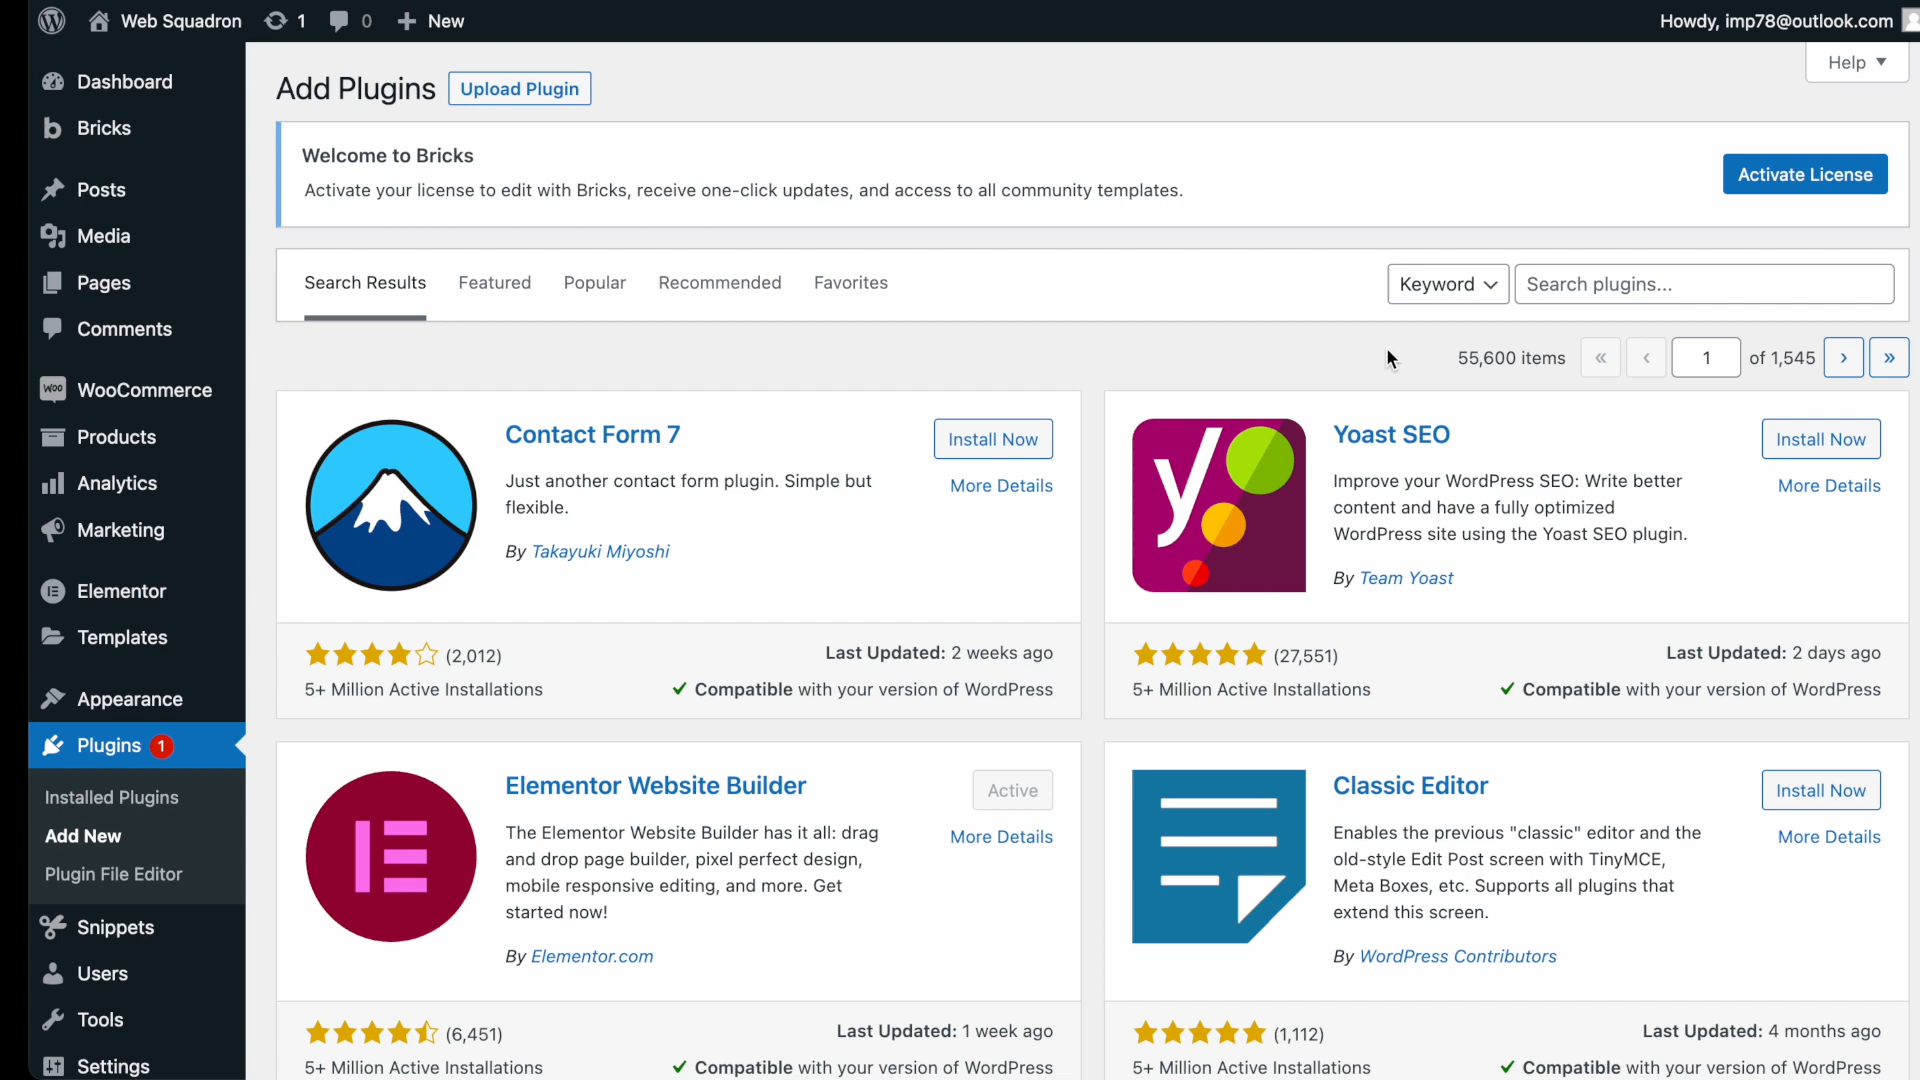 Web Squadron
1
0
New
Howdy, imp78@outlook.com
Dashboard
Bricks
Posts
Media
Pages
Comments
WOO
WooCommerce
Products
Analytics
Marketing
Elementor
Templates
Appearance
Plugins 1
Installed Plugins
Add New
Plugin File Editor
Snippets
Users
Tools
Settings
Help
Add Plugins
Upload Plugin
Welcome to Bricks
Activate your license to edit with Bricks, receive one-click updates, and access to all community templates.
Activate License
Search Results
Featured
Popular
Recommended
Favorites
Keyword
Search plugins...
55,600 items
«
‹
1
of 1,545
›
»
Contact Form 7
Install Now
More Details
Just another contact form plugin. Simple but
flexible.
By Takayuki Miyoshi
(2,012)
Last Updated: 2 weeks ago
5+ Million Active Installations
Compatible with your version of WordPress
y
Yoast SEO
Install Now
More Details
Improve your WordPress SEO: Write better
content and have a fully optimized
WordPress site using the Yoast SEO plugin.
By Team Yoast
(27,551)
Last Updated: 2 days ago
5+ Million Active Installations
Compatible with your version of WordPress
Elementor Website Builder
Active
More Details
The Elementor Website Builder has it all: drag
and drop page builder, pixel perfect design,
mobile responsive editing, and more. Get
started now!
By Elementor.com
(6,451)
Last Updated: 1 week ago
5+ Million Active Installations
Compatible with your version of WordPress
Classic Editor
Install Now
More Details
Enables the previous "classic" editor and the
old-style Edit Post screen with TinyMCE,
Meta Boxes, etc. Supports all plugins that
extend this screen.
By WordPress Contributors
(1,112)
Last Updated: 4 months ago
5+ Million Active Installations
Compatible with your version of WordPress